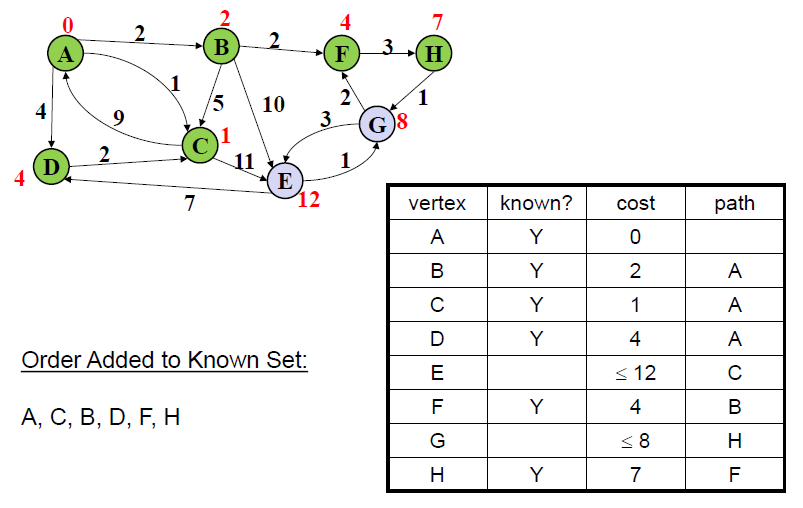 0
2
4
7
A
2
B
2
F
3
H
1
4
9
5
10
2
1
3
G
8
C
1
D
2
11
1
4
E
12
7
vertex known? cost path
A Y 0
B Y 2 A
C Y 1 A
D Y 4 A
E ≤ 12 C
F Y 4 B
G ≤ 8 H
H Y 7 F
Order Added to Known Set:
A, C, B, D, F, H